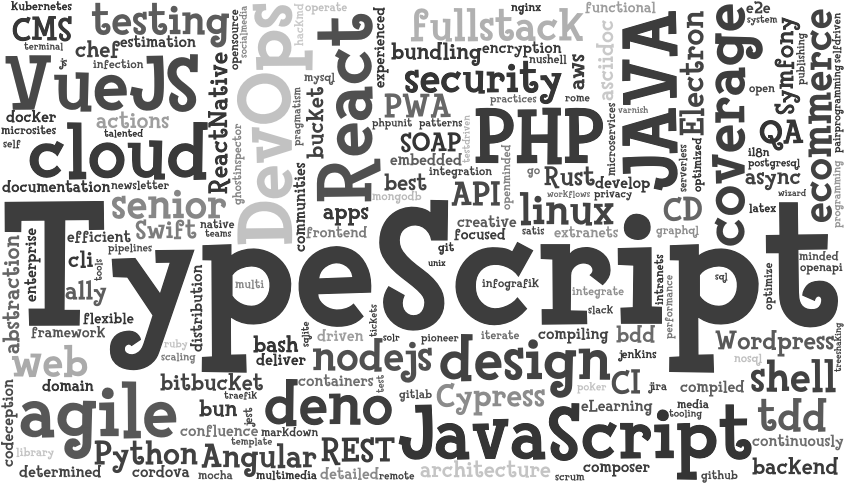 Kubernetes
CMS
terminal
testing
chef
estimation
js
infection
VueJS
docker
microsites
self
actions
talented
cloud
documentation
newsletter
senior
Swift
native
teams
ReactNative
opensource
socialmedia
ghostinspector
DevOps
hackmd
operate
pragmatism
communities
mysql
bucket
React
apps
frontend
experienced
fullstack
nginx
functional
bundling
encryption
nushell
security
aws
PWA
practices
rome
phpunit
patterns
SOAP
testdriven
embedded
integration
best
mongodb
API
openminded
PHP
go
Rust
workflows
privacy
develop
linux
creative
focused
satis
extranets
git
unix
asciidoc
microservices
varnish
JAVA
serverless
optimized
Electron
CD
graphql
coverage
e2e
system
open
QA
il8n
postgresql
async
wizard
latex
Symfony
publishing
ecommerce
selfdriven
pairprogramming
programming
TypeScript
abstraction
enterprise
efficient
pipelines
cli
tools
ally
flexible
framework
distribution
multi
infografik
integrate
slack
intranets
performance
sql
optimize
minded
openapi
treeshaking
ruby
scaling
web
domain
bash
deliver
sqlite
driven
tickets
solr
pioneer
iterate
compiling
bdd
jenkins
Wordpress
nosql
shell
nodejs
design
bitbucket
containers
traefik
test
gitlab
Cypress
poker
CI
jira
compiled
eLearning
media
tooling
codeception
agile
library
bun
jest
deno
confluence
template
markdown
JavaScript
tdd
continuously
determined
Python
cordova
Angular
mocha
multimedia
REST
detailed
remote
architecture
scrum
composer
github
backend